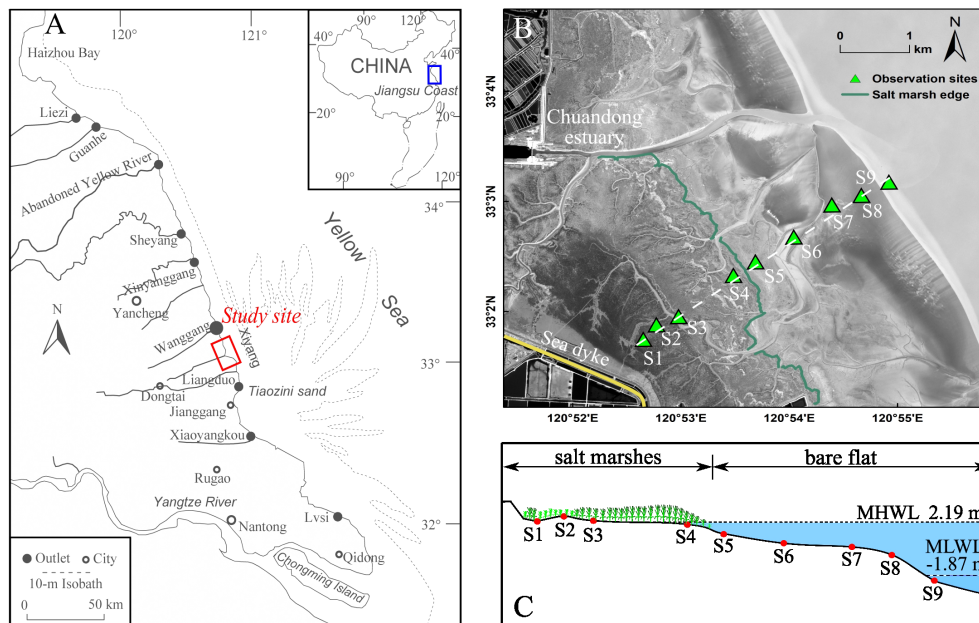 A
120°
121°
Haizhou Bay
Liezi
Guanhe
Abandoned Yellow River
Sheyang
Xinyanggang
Yancheng
N
Wanggang
Study site
Xiyang
Liangduo
Dongtai
Tiaozini sand
Jianggang
Xiaoyangkou
Rugao
Yangtze River
Nantong
Lvsi
Qidong
Chongming Island
Yellow
Sea
34°
33°
32°
120°
120°
40°
40°
CHINA
Jiangsu Coast
20°
20°
90°
120°
Outlet
City
10-m Isobath
0
50 km
B
N
0
1
km
Observation sites
Salt marsh edge
Chuandong
estuary
S9
S8
S7
S6
S5
S4
S3
S2
S1
Sea dyke
33°4'N
33°3'N
33°2'N
120°52'E
120°53'E
120°54'E
120°55'E
salt marshes
bare flat
MHWL 2.19 m
MLWL
-1.87 m
S1
S2
S3
S4
S5
S6
S7
S8
S9
C